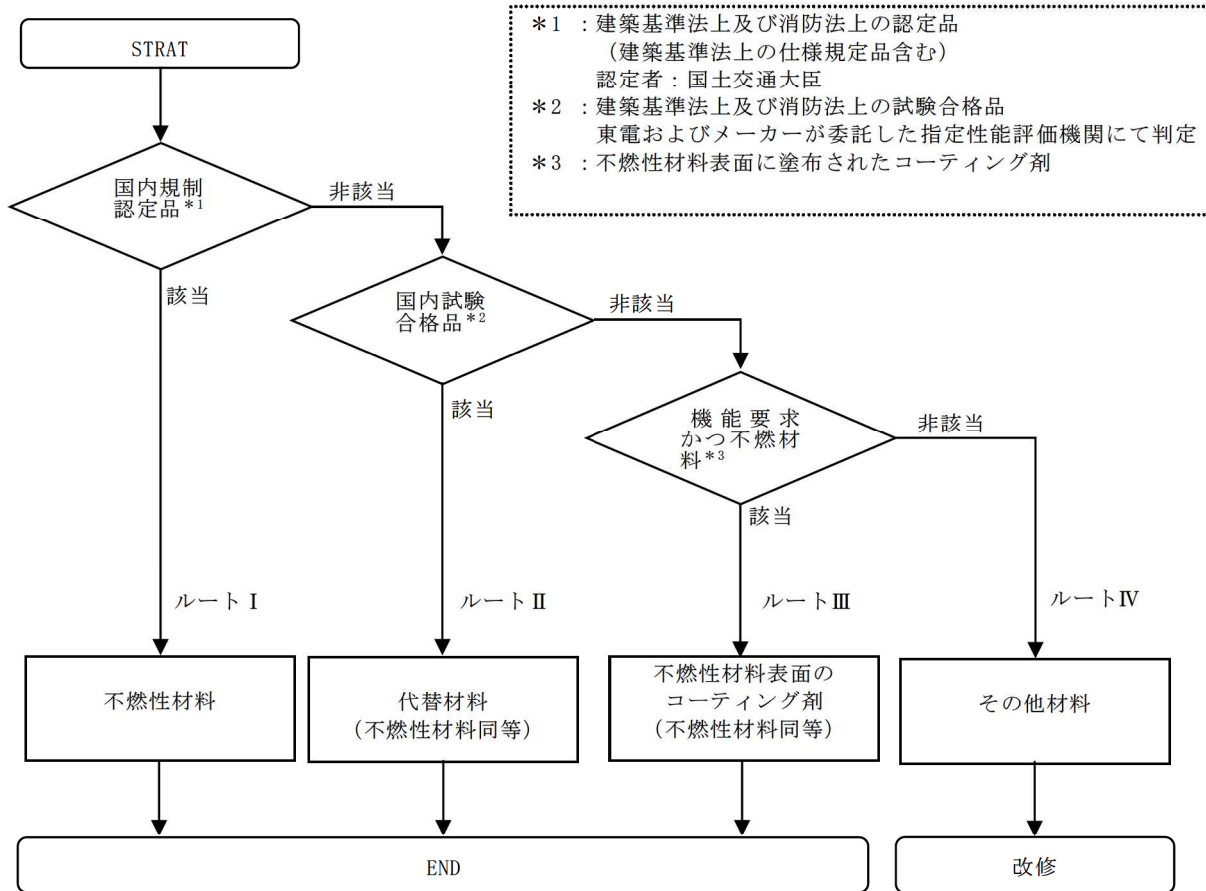 STRAT
*1 :建築基準法上及び消防法上の認定品
(建築基準法上の仕様規定品含む)
認定者:国土交通大臣
*2 :建築基準法上及び消防法上の試験合格品
東電およびメーカーが委託した指定性能評価機関にて判定
*3 :不燃性材料表面に塗布されたコーティング剤
国内規制
認定品*1
非該当
該当
国内試験
合格品*2
非該当
該当
機能要求
かつ不燃材
料*3
非該当
該当
ルートⅠ
ルートⅡ
ルートⅢ
ルートⅣ
不燃性材料
代替材料
(不燃性材料同等)
不燃性材料表面の
コーティング剤
(不燃性材料同等)
その他材料
END
改修